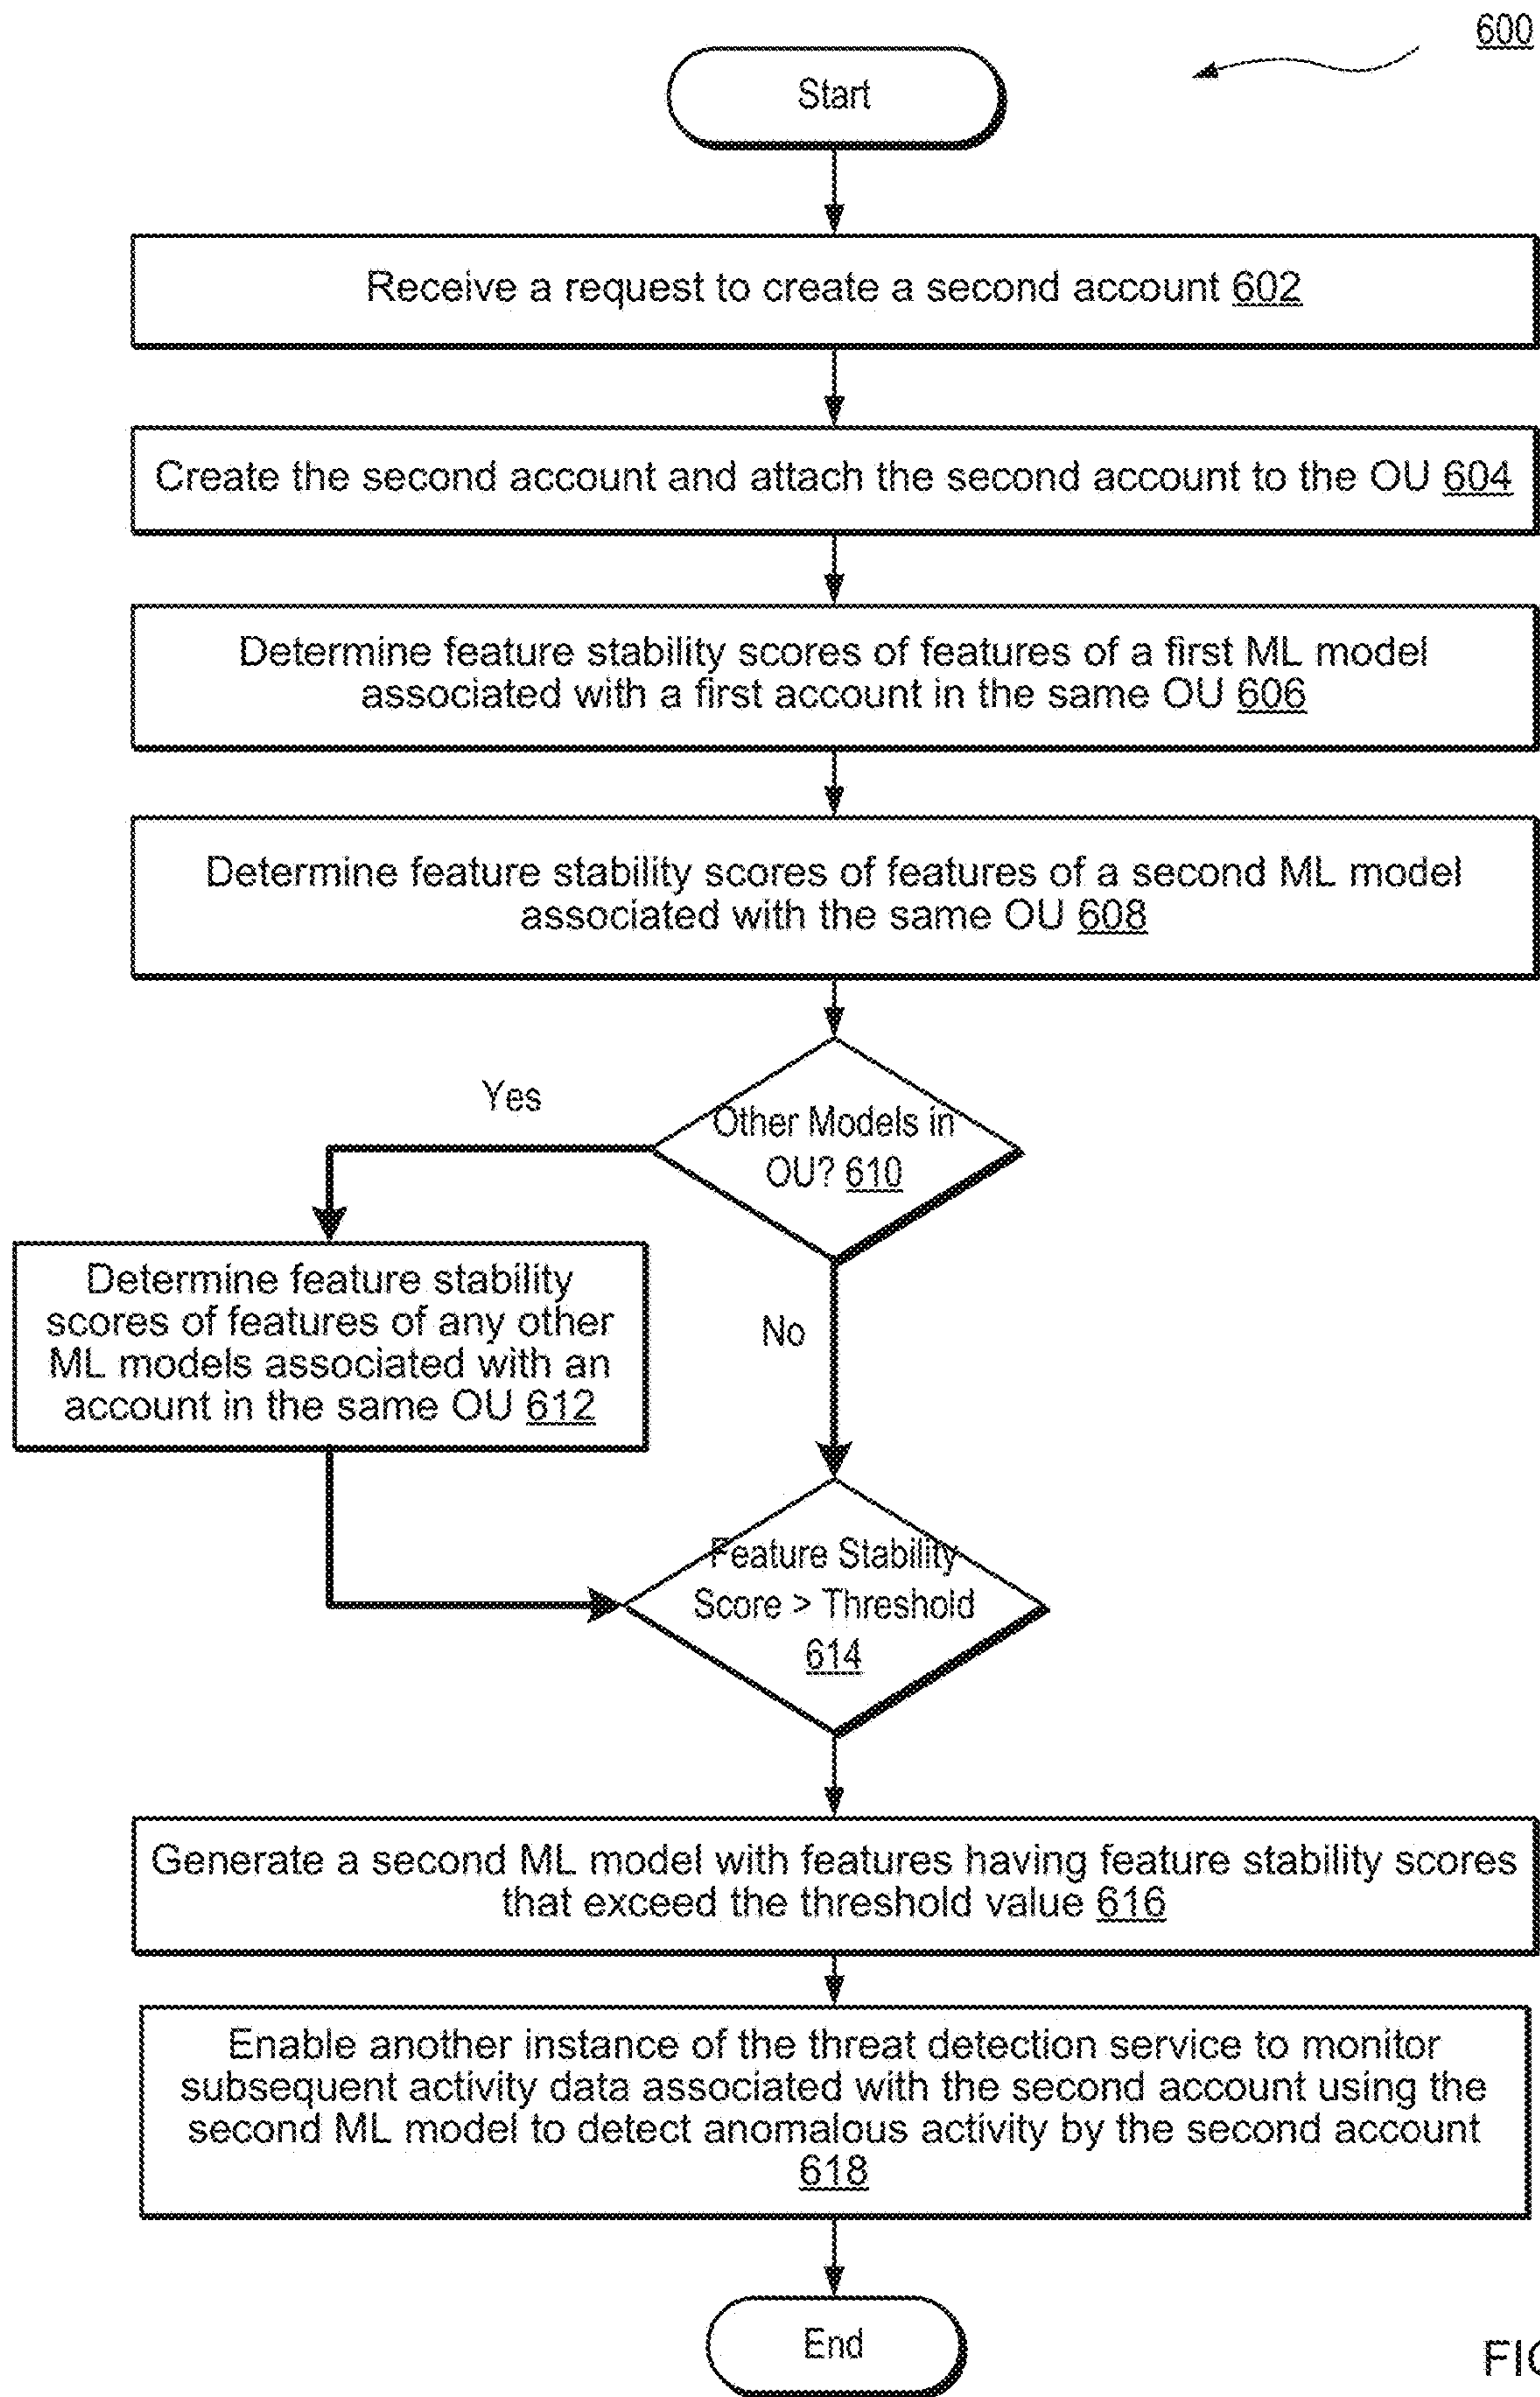 600
Start
Receive a request to create a second account 602
Create the second account and attach the second account to the OU 604
Determine feature stability scores of features of a first ML model
associated with a first account in the same OU 606
Determine feature stability scores of features of a second ML model
associated with the same OU 608
Other Models in
OU? 610
Yes
No
Determine feature stability
scores of features of any other
ML models associated with an
account in the same OU 612
Feature Stability
Score > Threshold
614
Generate a second ML model with features having feature stability scores
that exceed the threshold value 616
Enable another instance of the threat detection service to monitor
subsequent activity data associated with the second account using the
second ML model to detect anomalous activity by the second account
618
End